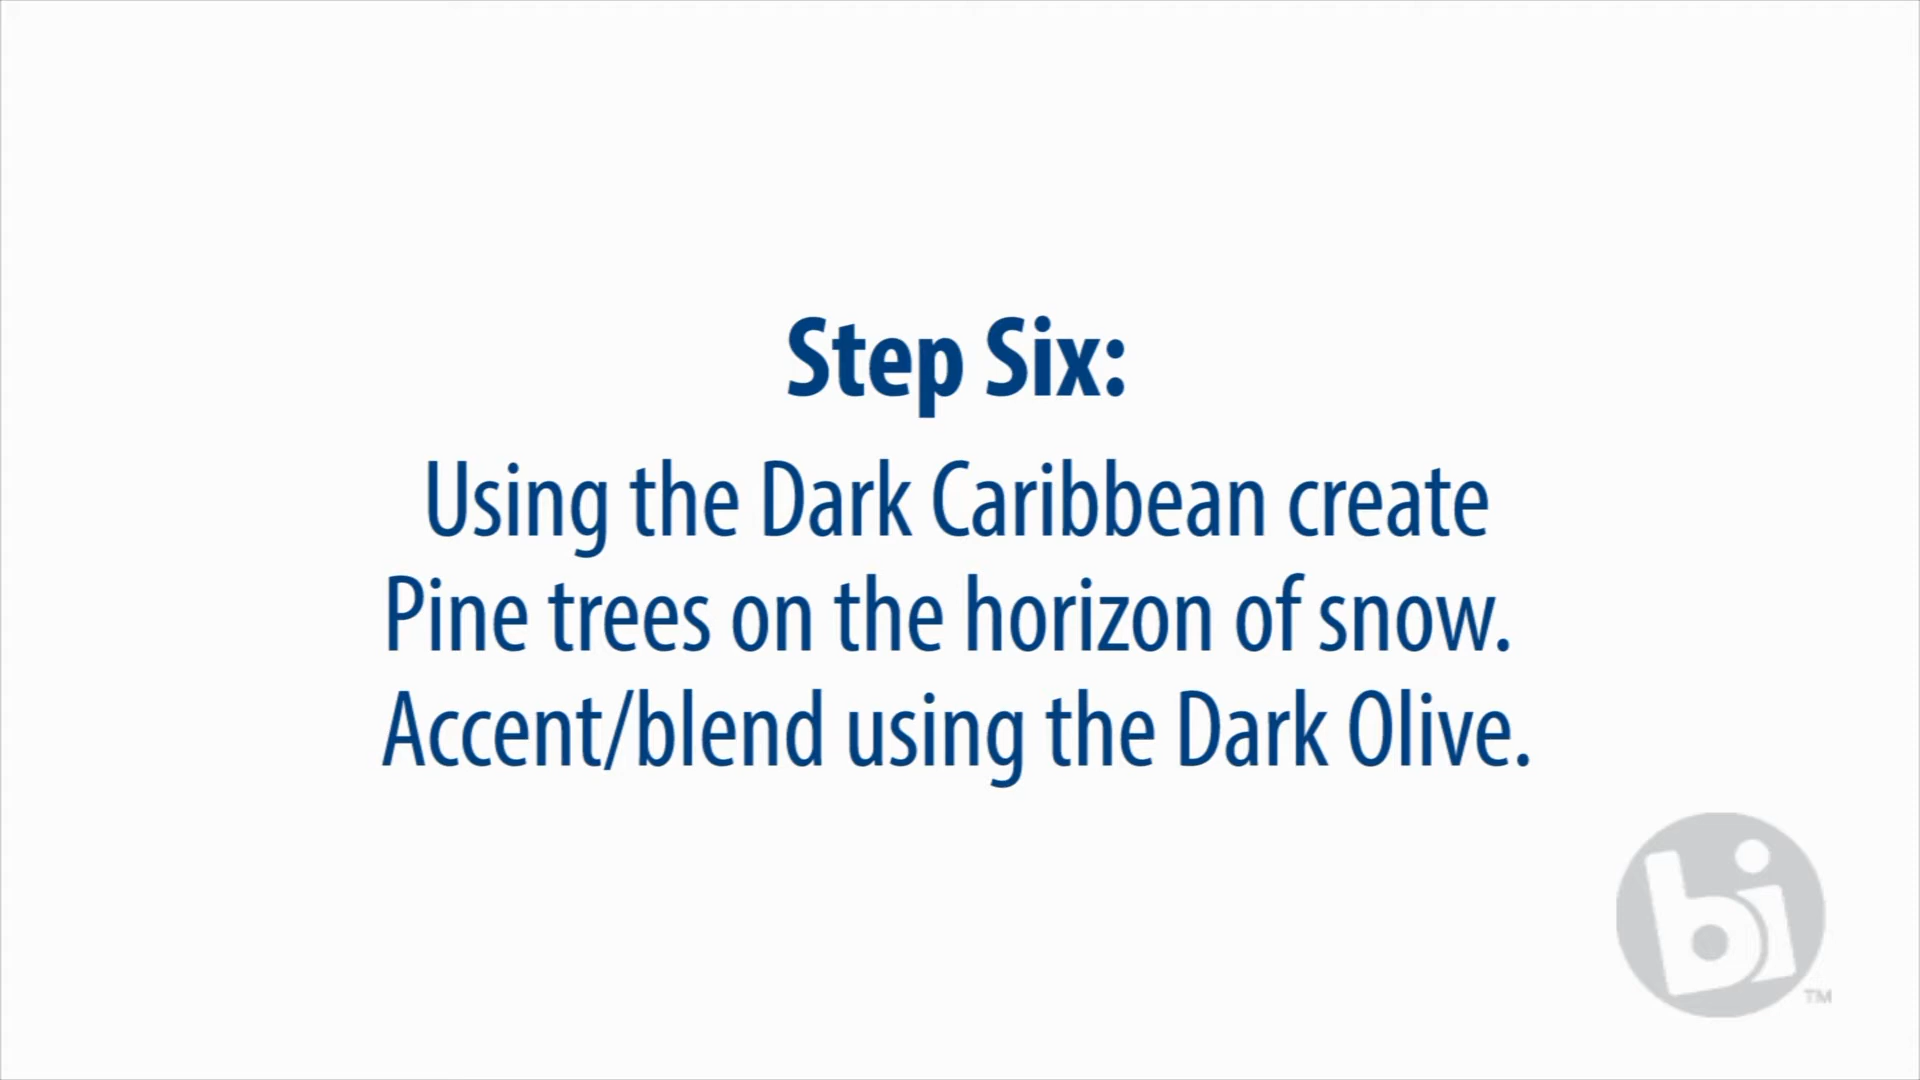 Step Six:
Using the Dark Caribbean create
Pine trees on the horizon of snow.
Accent/blend using the Dark Olive.
bi
TM